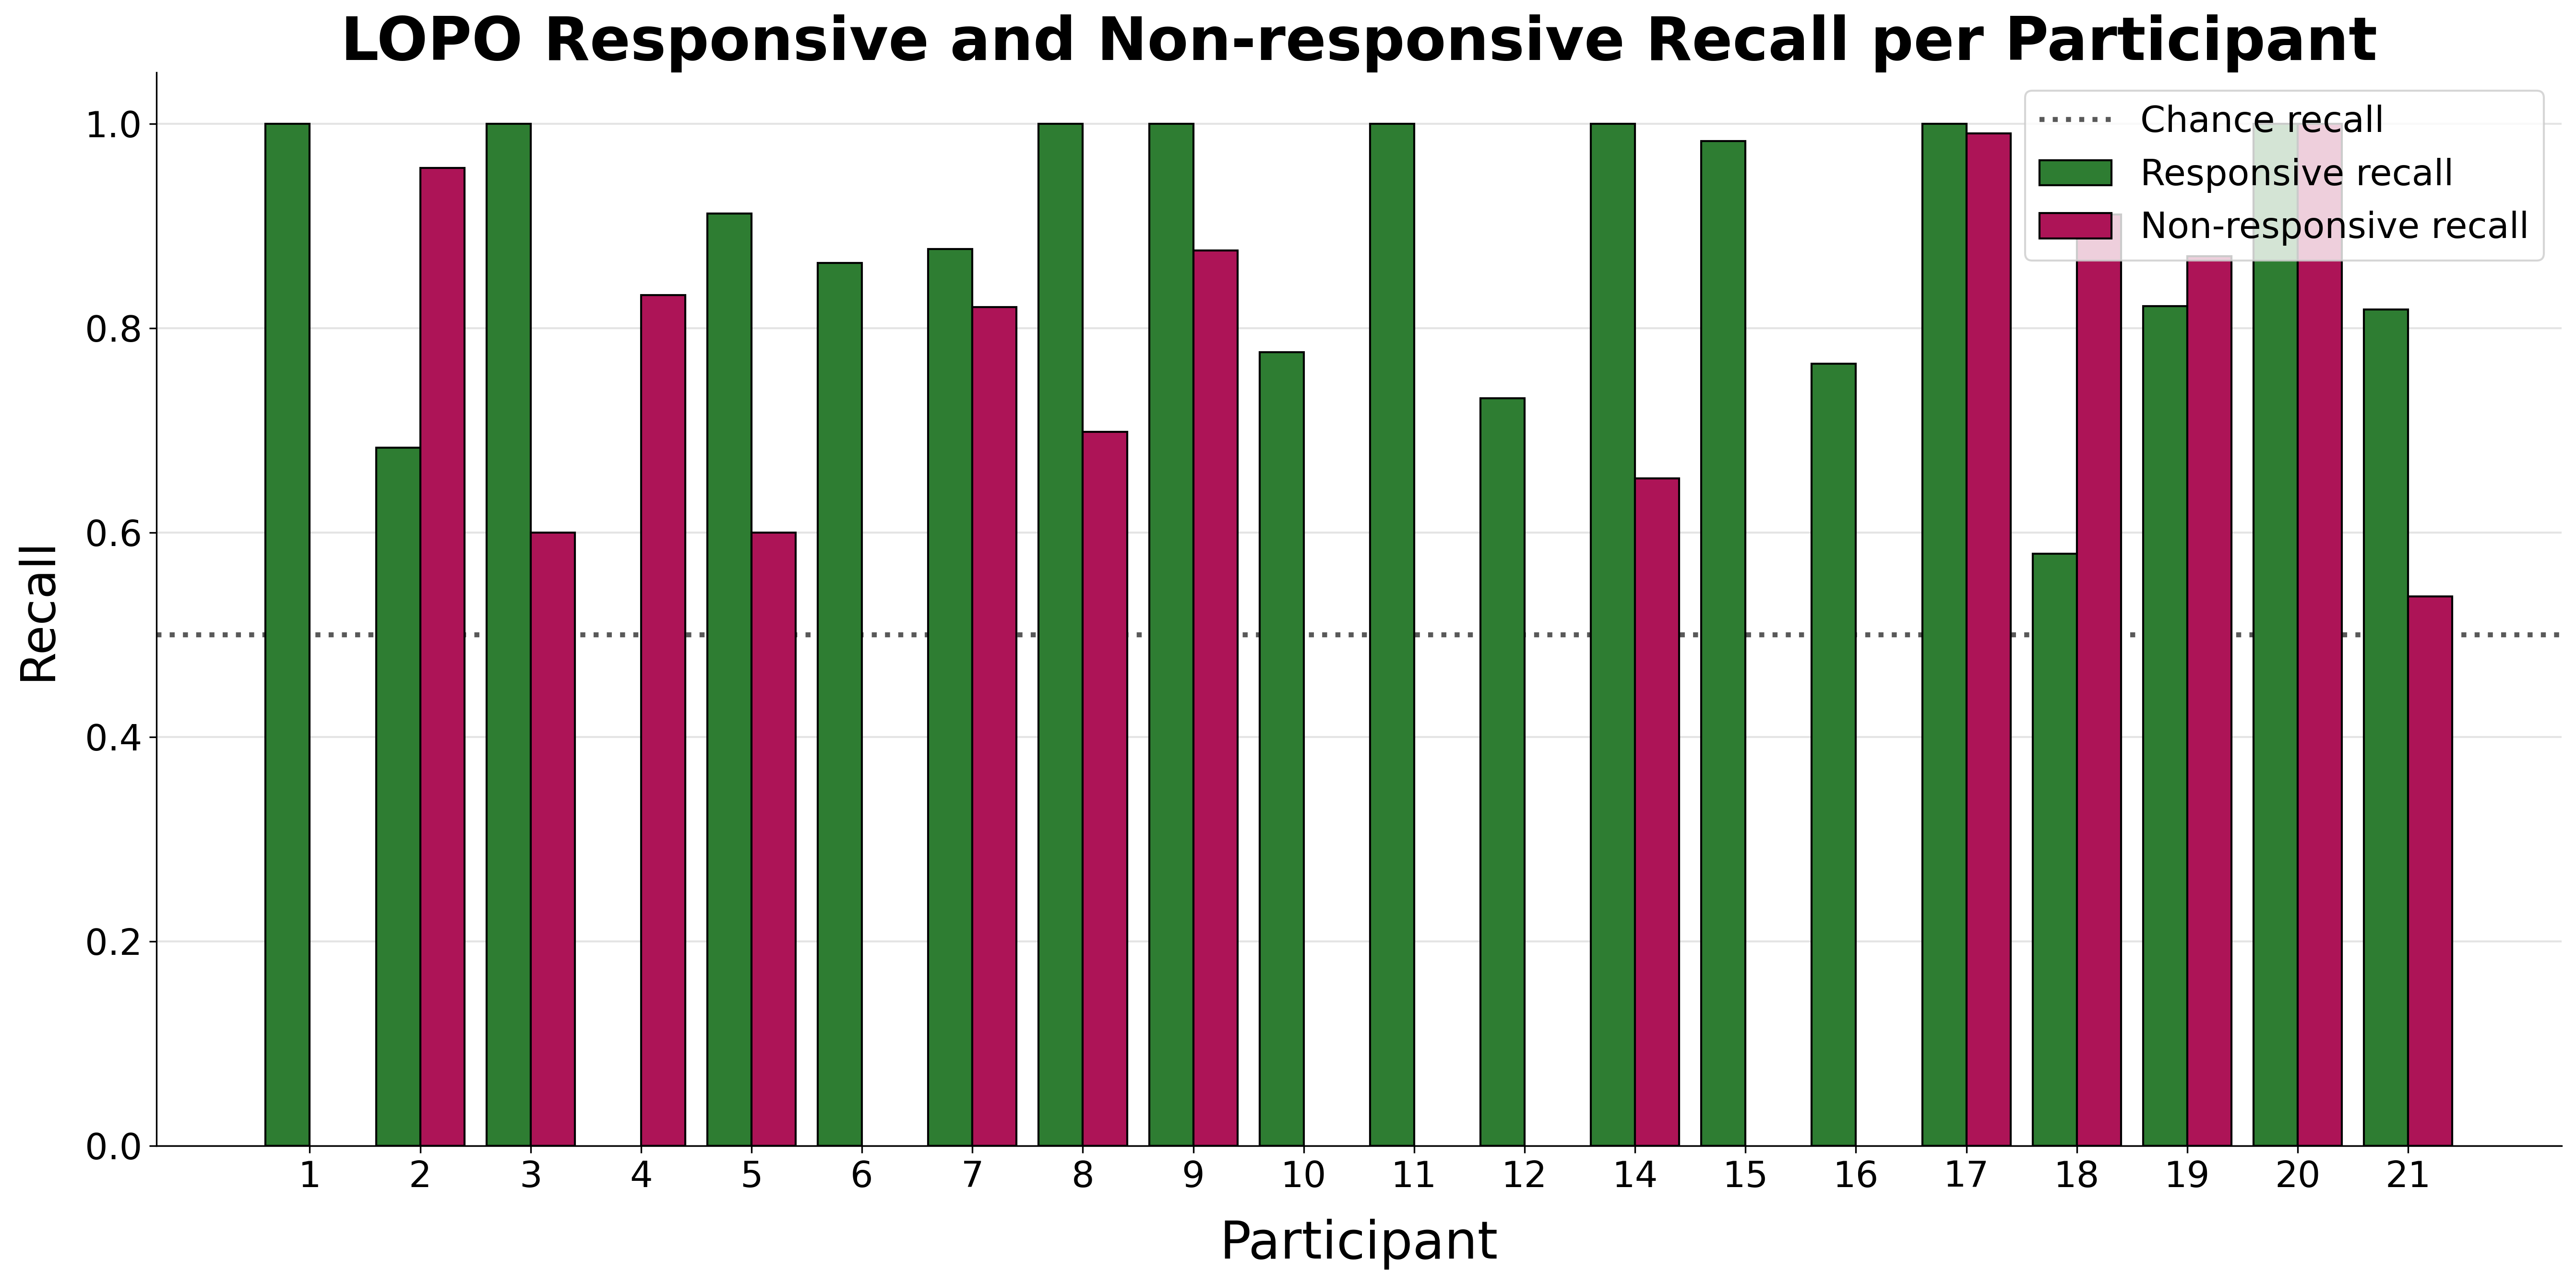 LOPO Responsive and Non-responsive Recall per Participant
Chance recall
Responsive recall
Non-responsive recall
Recall
1.0
0.8
0.6
0.4
0.2
0.0
1 2 3 4 5 6 7 8 9 10 11 12 14 15 16 17 18 19 20 21
Participant